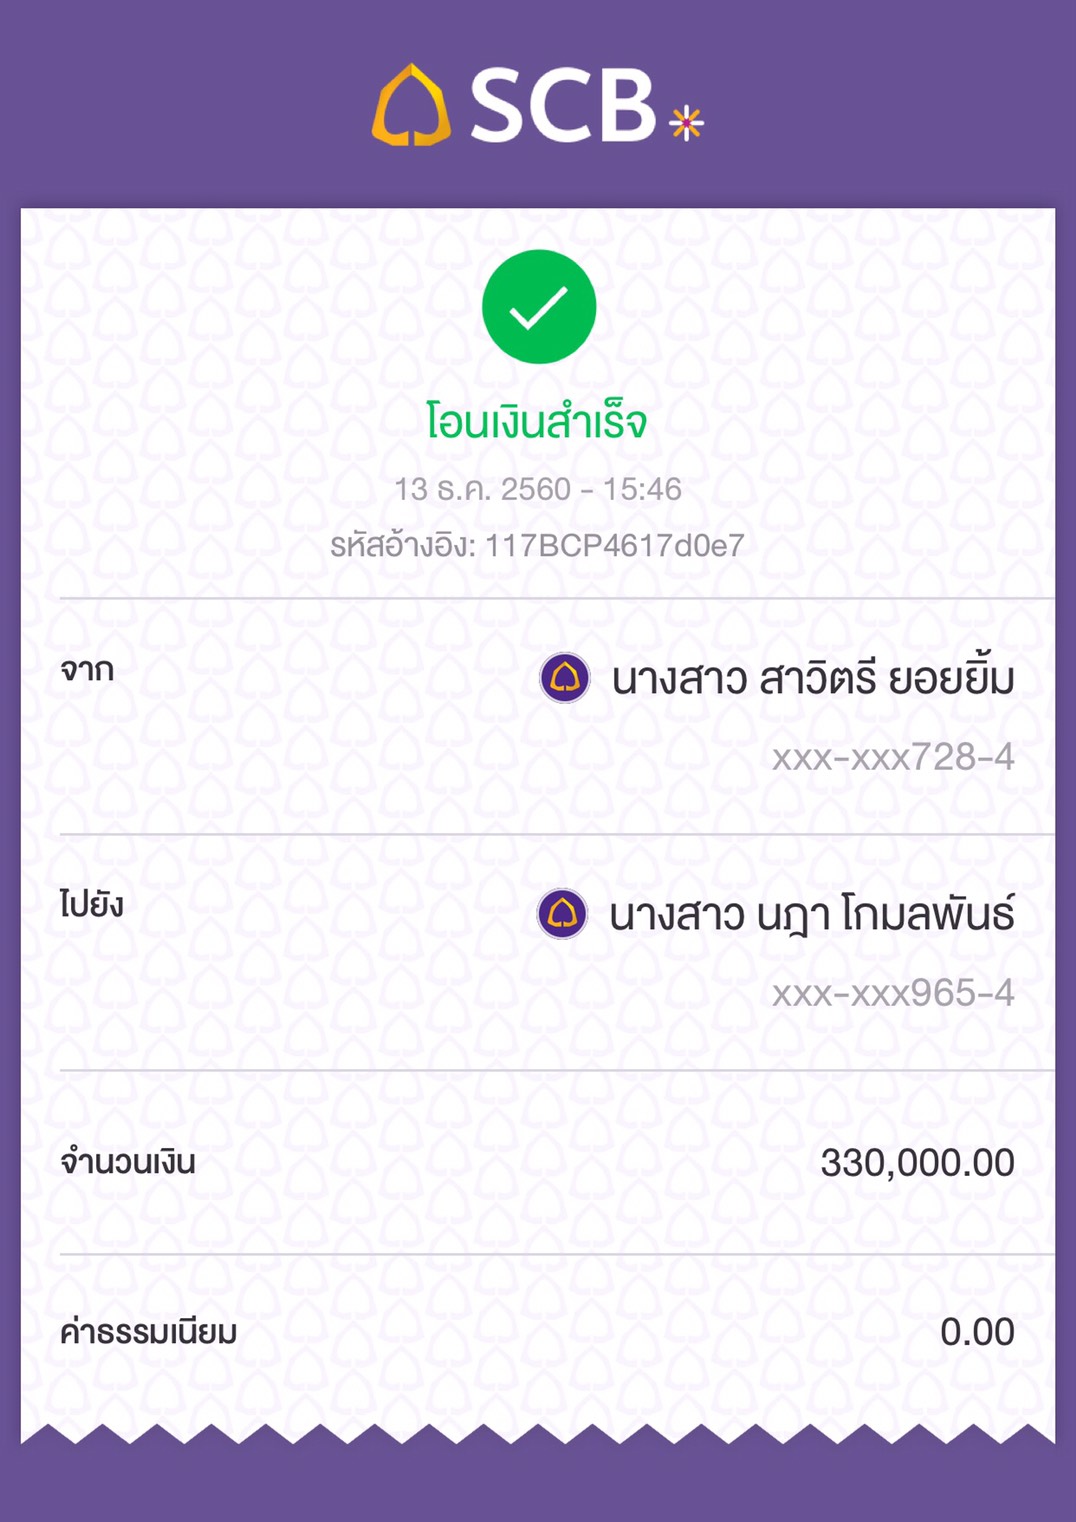 SCB
โอนเงินสำเร็จ
13 ธ.ค. 2560 - 15:46
รหัสอ้างอิง: 117BCP4617d0e7
จาก
นางสาว สาวิตรี ยอยยิ้ม
xxx-xxx728-4
ไปยัง
นางสาว นฎา โกมลพันธ์
xxx-xxx965-4
จำนวนเงิน
330,000.00
ค่าธรรมเนียม
0.00